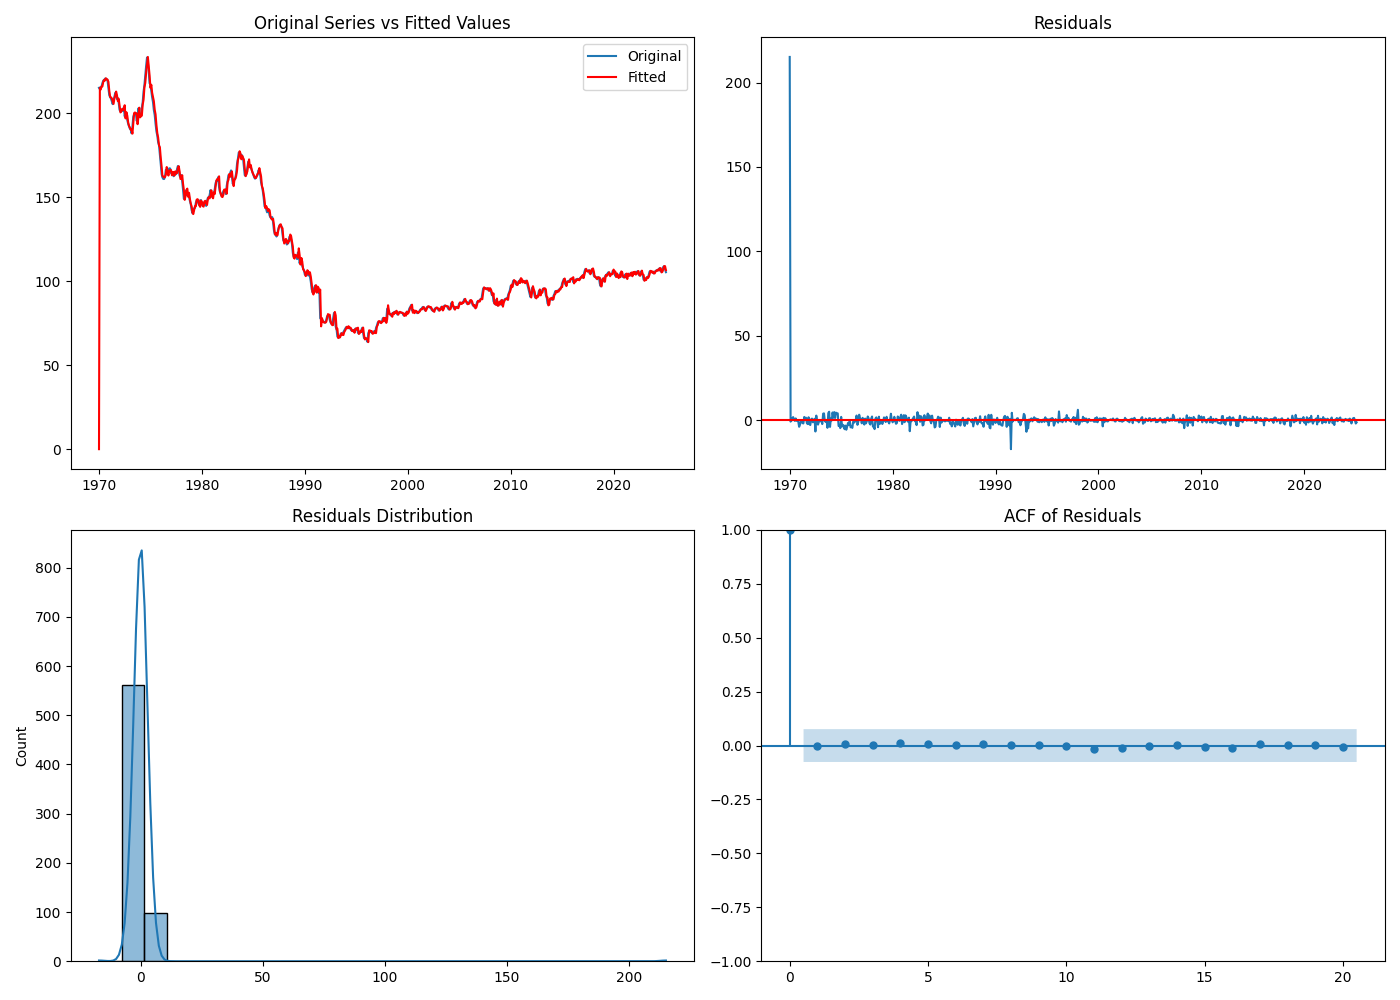 Original Series vs Fitted Values
Original
Fitted
200
150
100
50
0
1970 1980 1990 2000 2010 2020
Residuals
200
150
100
50
0
1970 1980 1990 2000 2010 2020
Residuals Distribution
Count
800
700
600
500
400
300
200
100
0
0 50 100 150 200
ACF of Residuals
1.00
0.75
0.50
0.25
0.00
−0.25
−0.50
−0.75
−1.00
0 5 10 15 20